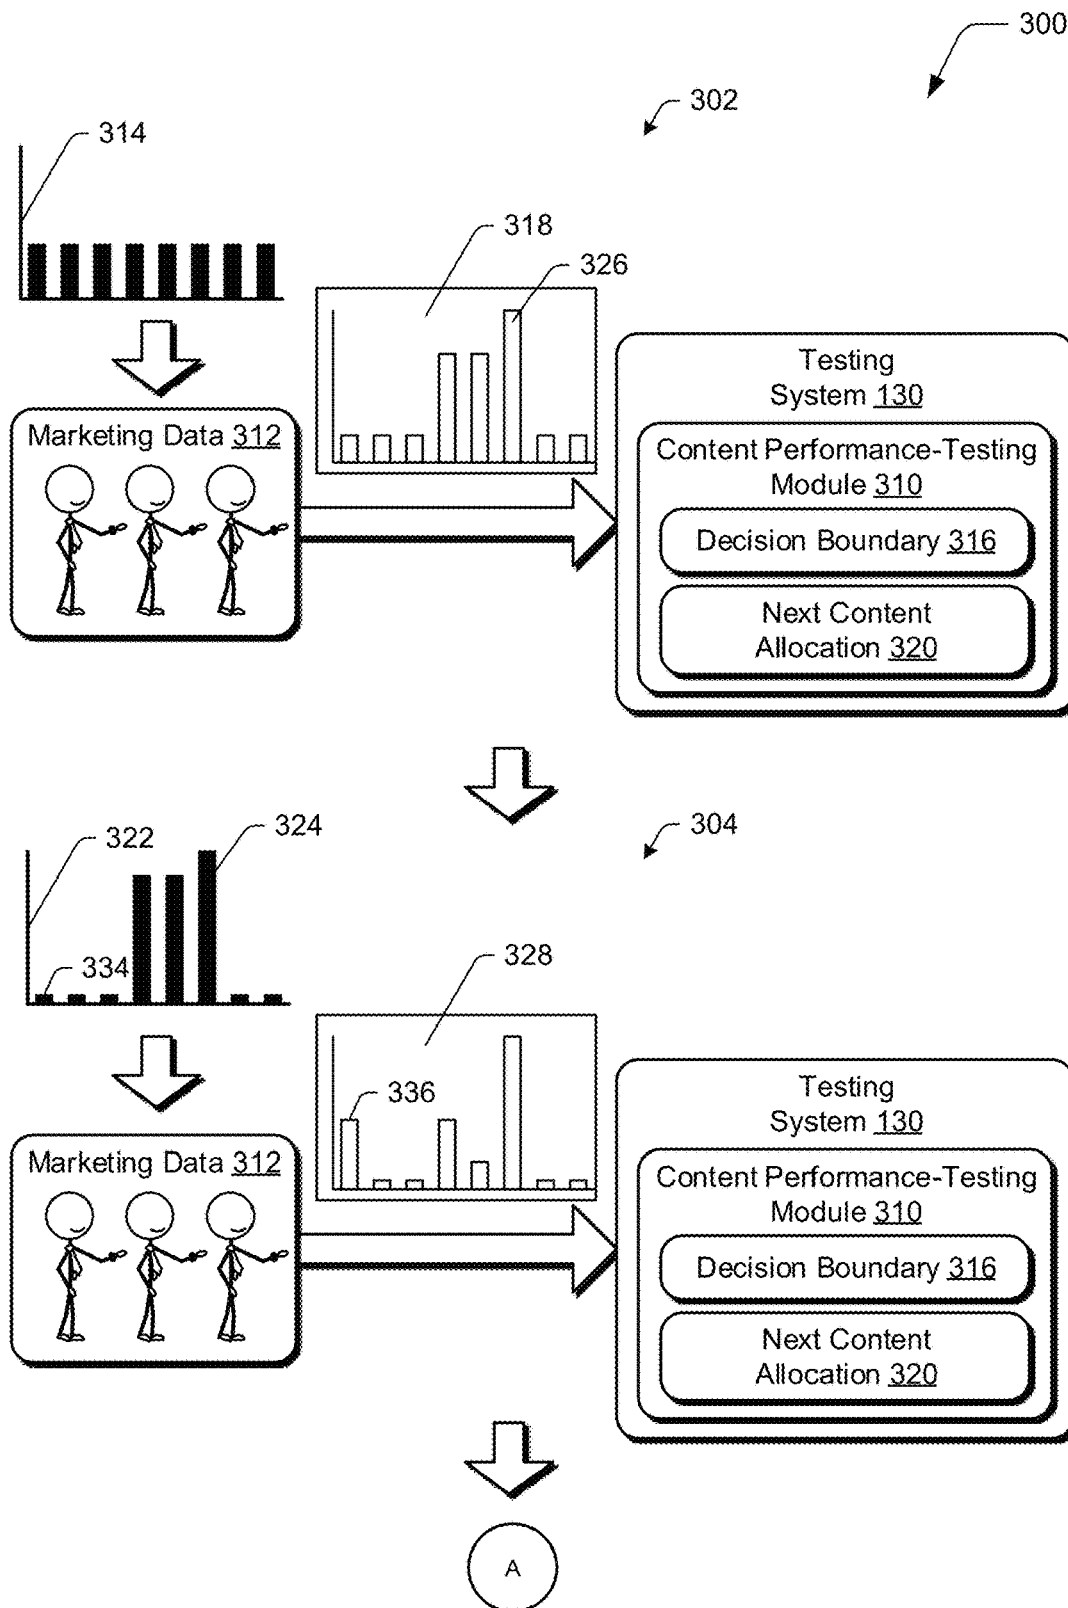 300
302
314
318
326
Testing
System 130
Marketing Data 312
Content Performance-Testing
Module 310
Decision Boundary 316
Next Content
Allocation 320
304
322
324
334
328
336
Testing
System 130
Marketing Data 312
Content Performance-Testing
Module 310
Decision Boundary 316
Next Content
Allocation 320
A